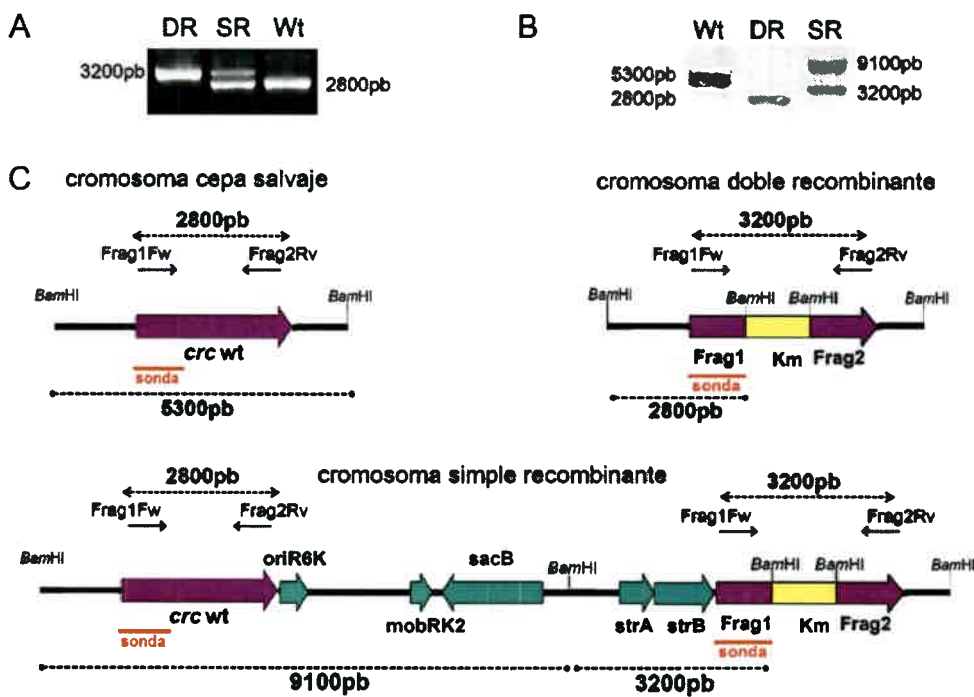 A
DR SR Wt
3200pb
2800pb
B
Wt DR SR
5300pb
2800pb
9100pb
3200pb
C
cromosoma cepa salvaje
2800pb
Frag1Fw
Frag2Rv
BamHI
BamHI
crc wt
sonda
5300pb
cromosoma doble recombinante
3200pb
Frag1Fw
Frag2Rv
BamHI
BamHI
BamHI
BamHI
Frag1 Km Frag2
sonda
2800pb
cromosoma simple recombinante
2800pb
3200pb
Frag1Fw
Frag2Rv
Frag1Fw
Frag2Rv
BamHI
oriR6K
sacB
BamHI
BamHI
BamHI
BamHI
crc wt
mobRK2
strA
strB
Frag1
Km
Frag2
sonda
sonda
9100pb
3200pb